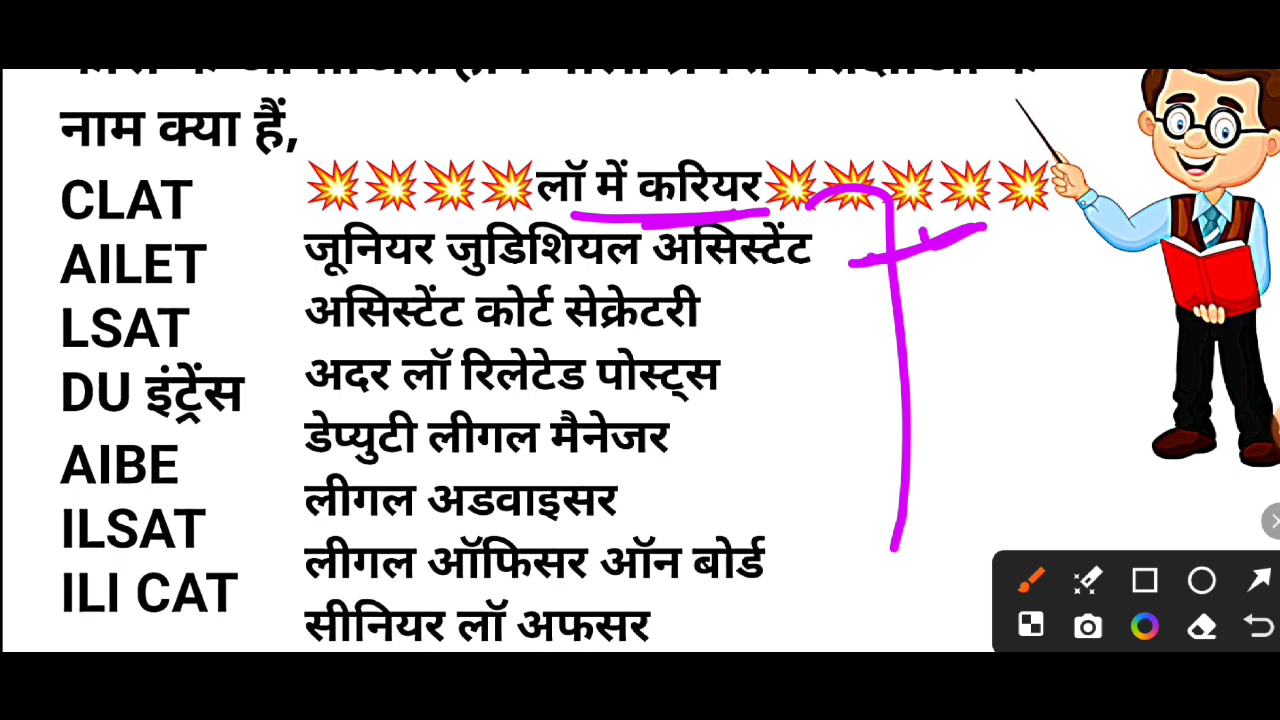 नाम क्या हैं,
CLAT
AILET
LSAT
DU इंट्रेंस
AIBE
ILSAT
ILI CAT
💥💥💥💥लॉ में करियर💥💥💥💥💥
जूनियर जुडिशियल असिस्टेंट
असिस्टेंट कोर्ट सेक्रेटरी
अदर लॉ रिलेटेड पोस्ट्स
डेप्युटी लीगल मैनेजर
लीगल अडवाइसर
लीगल ऑफिसर ऑन बोर्ड
सीनियर लॉ अफसर